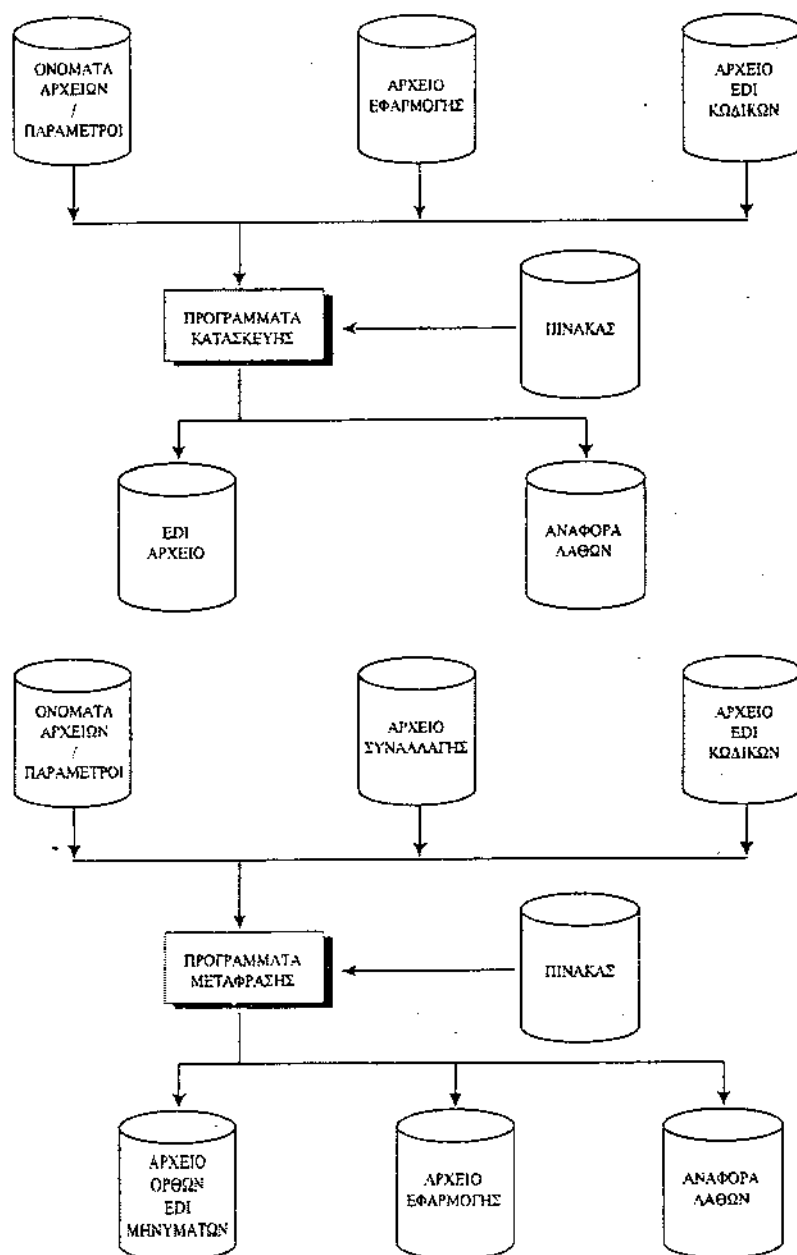 ΟΝΟΜΑΤΑ
ΑΡΧΕΙΩΝ
/
ΠΑΡΑΜΕΤΡΟΙ
ΑΡΧΕΙΟ
ΕΦΑΡΜΟΓΗΣ
ΑΡΧΕΙΟ
EDI
ΚΩΔΙΚΩΝ
ΠΡΟΓΡΑΜΜΑΤΑ
ΚΑΤΑΣΚΕΥΗΣ
ΠΙΝΑΚΑΣ
EDI
ΑΡΧΕΙΟ
ΑΝΑΦΟΡΑ
ΛΑΘΩΝ
ΟΝΟΜΑΤΑ
ΑΡΧΕΙΩΝ
/
ΠΑΡΑΜΕΤΡΟΙ
ΑΡΧΕΙΟ
ΣΥΝΑΛΛΑΓΗΣ
ΑΡΧΕΙΟ
EDI
ΚΩΔΙΚΩΝ
ΠΡΟΓΡΑΜΜΑΤΑ
ΜΕΤΑΦΡΑΣΗΣ
ΠΙΝΑΚΑΣ
ΑΡΧΕΙΟ
ΟΡΘΩΝ
EDI
ΜΗΝΥΜΑΤΩΝ
ΑΡΧΕΙΟ
ΕΦΑΡΜΟΓΗΣ
ΑΝΑΦΟΡΑ
ΛΑΘΩΝ